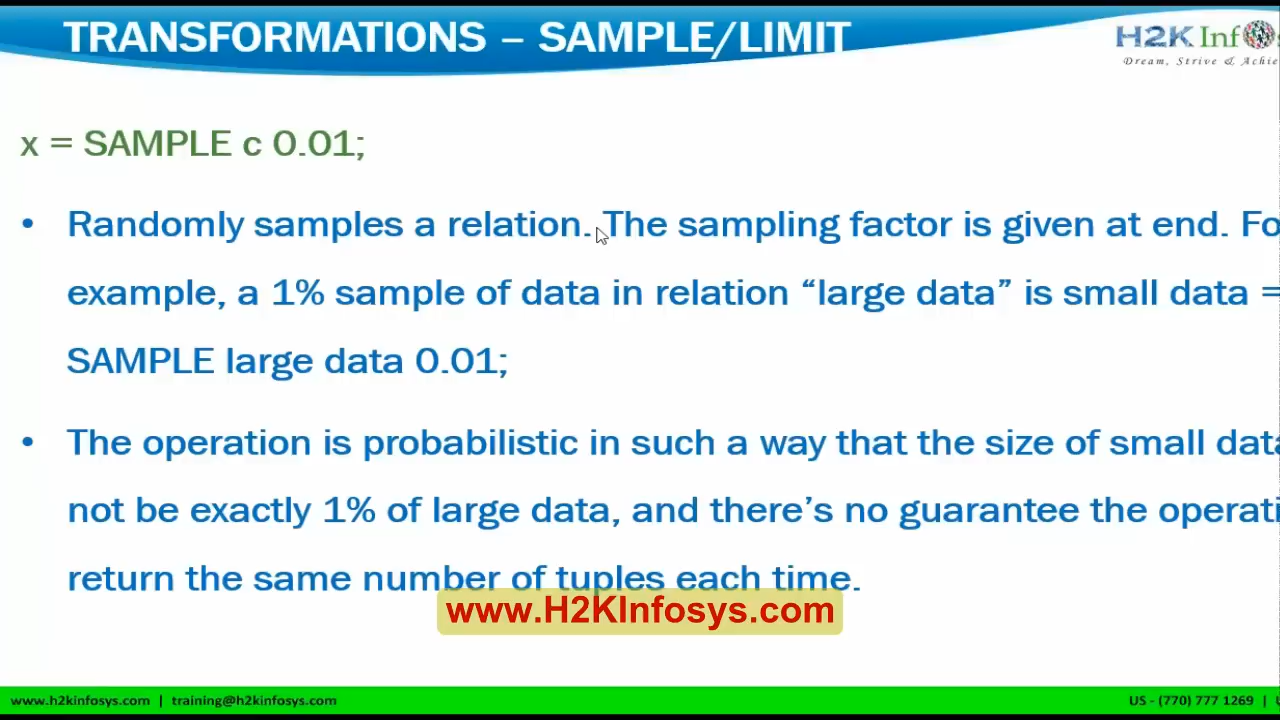 TRANSFORMATIONS – SAMPLE/LIMIT
H2K Infos
Dream, Strive & Achie
x = SAMPLE c 0.01;
• Randomly samples a relation. The sampling factor is given at end. Fo
example, a 1% sample of data in relation “large data” is small data =
SAMPLE large data 0.01;
• The operation is probabilistic in such a way that the size of small data
not be exactly 1% of large data, and there’s no guarantee the operati
return the same number of tuples each time.
www.H2KInfosys.com
www.h2kinfosys.com | training@h2kinfosys.com
US - (770) 777 1269 |